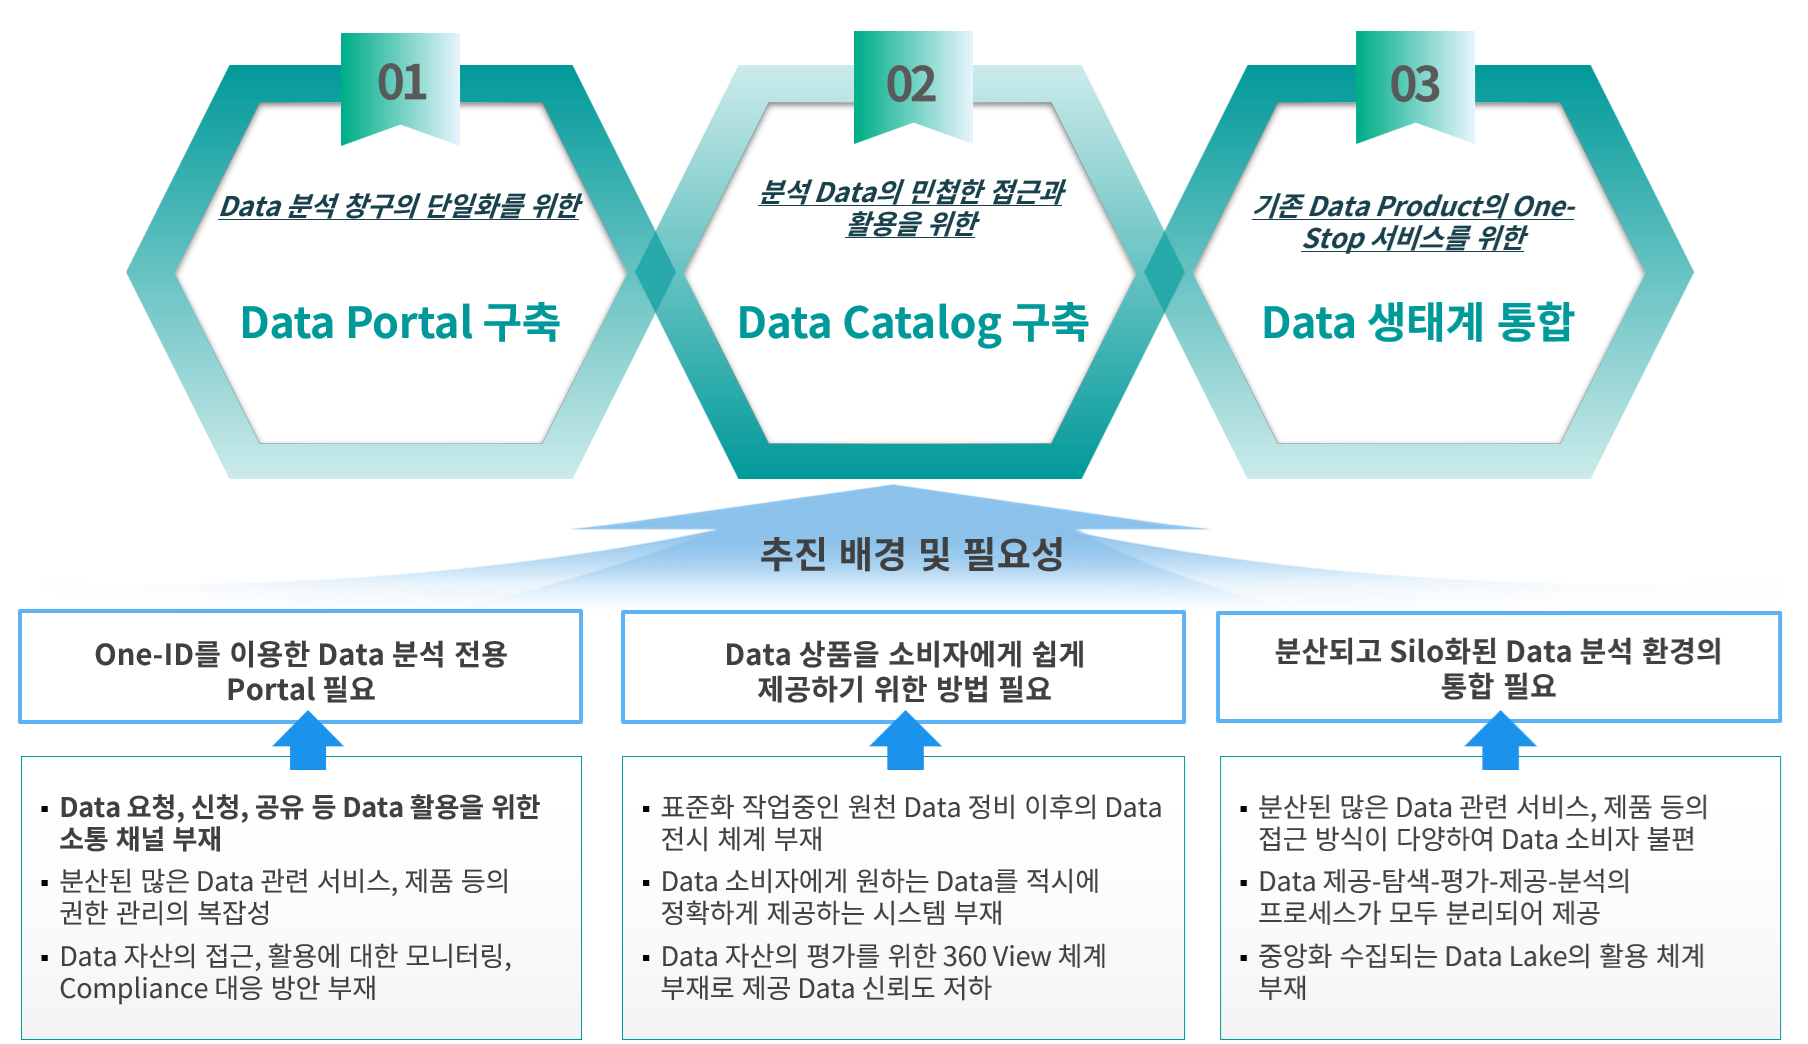 01
Data 분석 창구의 단일화를 위한
Data Portal 구축
02
분석 Data의 민첩한 접근과
활용을 위한
Data Catalog 구축
03
기존 Data Product의 One-
Stop 서비스를 위한
Data 생태계 통합
추진 배경 및 필요성
One-ID를 이용한 Data 분석 전용
Portal 필요
▪ Data 요청, 신청, 공유 등 Data 활용을 위한
소통 채널 부재
▪ 분산된 많은 Data 관련 서비스, 제품 등의
권한 관리의 복잡성
▪ Data 자산의 접근, 활용에 대한 모니터링,
Compliance 대응 방안 부재
Data 상품을 소비자에게 쉽게
제공하기 위한 방법 필요
▪ 표준화 작업중인 원천 Data 정비 이후의 Data
전시 체계 부재
▪ Data 소비자에게 원하는 Data를 적시에
정확하게 제공하는 시스템 부재
▪ Data 자산의 평가를 위한 360 View 체계
부재로 제공 Data 신뢰도 저하
분산되고 Silo화된 Data 분석 환경의
통합 필요
▪ 분산된 많은 Data 관련 서비스, 제품 등의
접근 방식이 다양하여 Data 소비자 불편
▪ Data 제공-탐색-평가-제공-분석의
프로세스가 모두 분리되어 제공
▪ 중앙화 수집되는 Data Lake의 활용 체계
부재